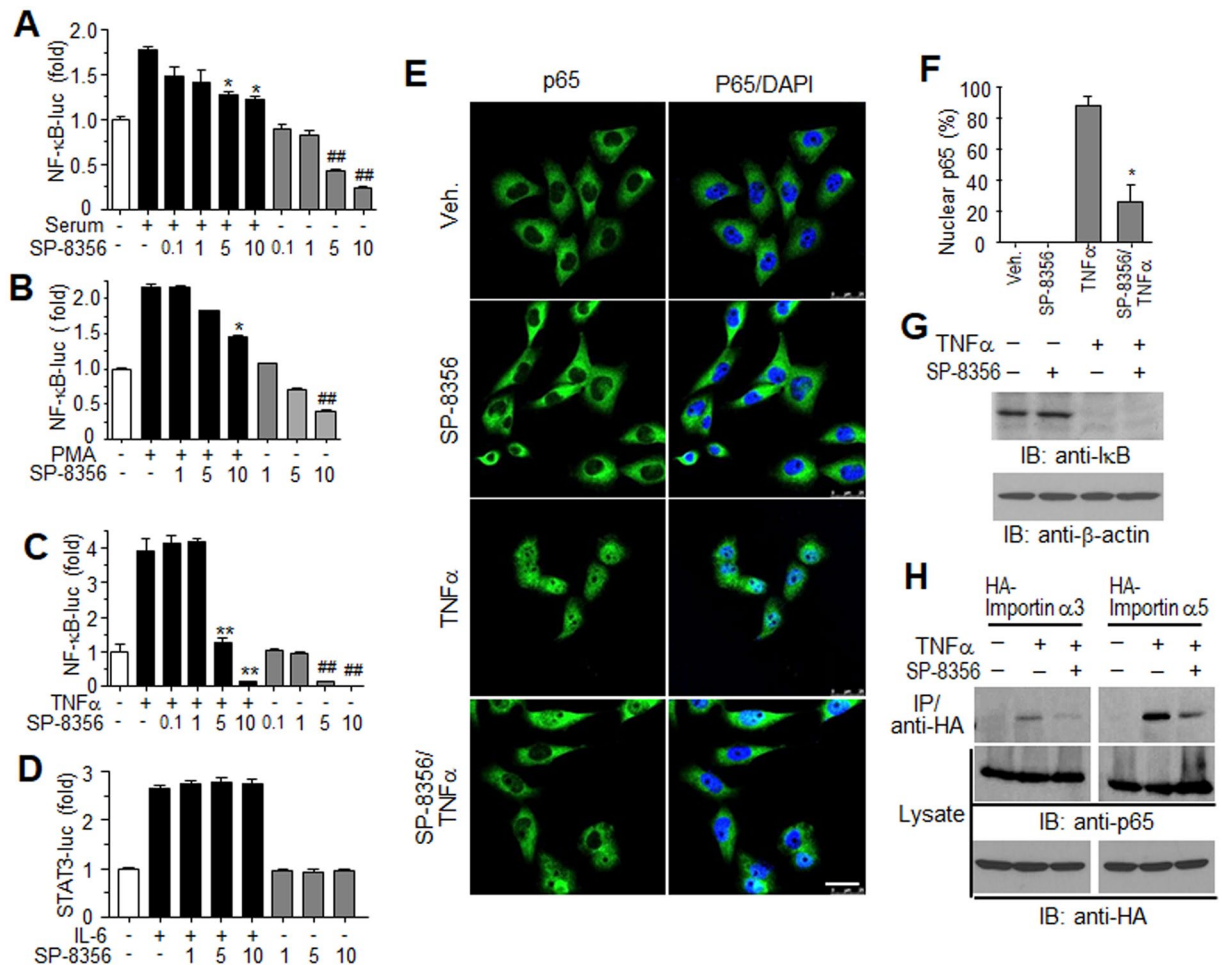 A
NF-κB-luc (fold)
2.0
1.5
1.0
0.5
0
* *
## ##
Serum - + + + + + - - - -
SP-8356 - - 0.1 1 5 10 0.1 1 5 10
B
NF-κB-luc ( fold)
2.0
1.5
1.0
0.5
0
*
##
PMA - + + + + - - -
SP-8356 - - 1 5 10 1 5 10
C
NF-κB-luc (fold)
4
2
1
0
**
**
## ##
TNFα - + + + + + - - - -
SP-8356 - - 0.1 1 5 10 0.1 1 5 10
D
STAT3-luc (fold)
3
2
1
0
IL-6 - + + + + - - -
SP-8356 - - 1 5 10 1 5 10
E
p65 P65/DAPI
Veh.
SP-8356
TNFα
SP-8356/
TNFα
F
Nuclear p65 (%)
100
80
60
40
20
0
*
Veh.
SP-8356
TNFα
SP-8356/
TNFα
G
TNFα – – + +
SP-8356 – + – +
IB: anti-IκB
IB: anti-β-actin
H
HA-
Importin α3
HA-
Importin α5
TNFα – + + – + +
SP-8356 – – + – – +
IP/
anti-HA
Lysate
IB: anti-p65
IB: anti-HA